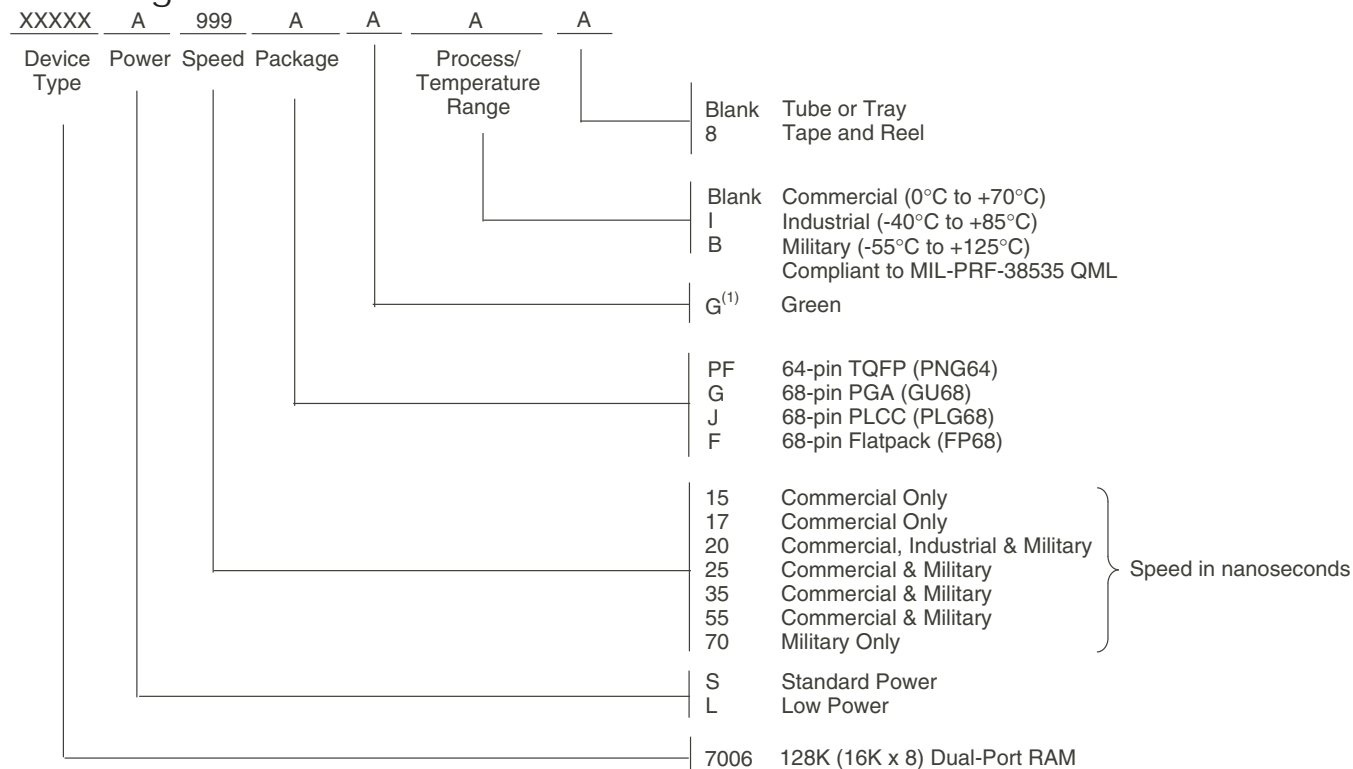 XXXXX A 999 A A A A
Device Type
Power
Speed
Package
Process/
Temperature
Range
Blank Tube or Tray
8 Tape and Reel
Blank Commercial (0°C to +70°C)
I Industrial (-40°C to +85°C)
B Military (-55°C to +125°C)
Compliant to MIL-PRF-38535 QML
G(1) Green
PF 64-pin TQFP (PNG64)
G 68-pin PGA (GU68)
J 68-pin PLCC (PLG68)
F 68-pin Flatpack (FP68)
15 Commercial Only
17 Commercial Only
20 Commercial, Industrial & Military
25 Commercial & Military
35 Commercial & Military
55 Commercial & Military
70 Military Only
Speed in nanoseconds
S Standard Power
L Low Power
7006 128K (16K x 8) Dual-Port RAM